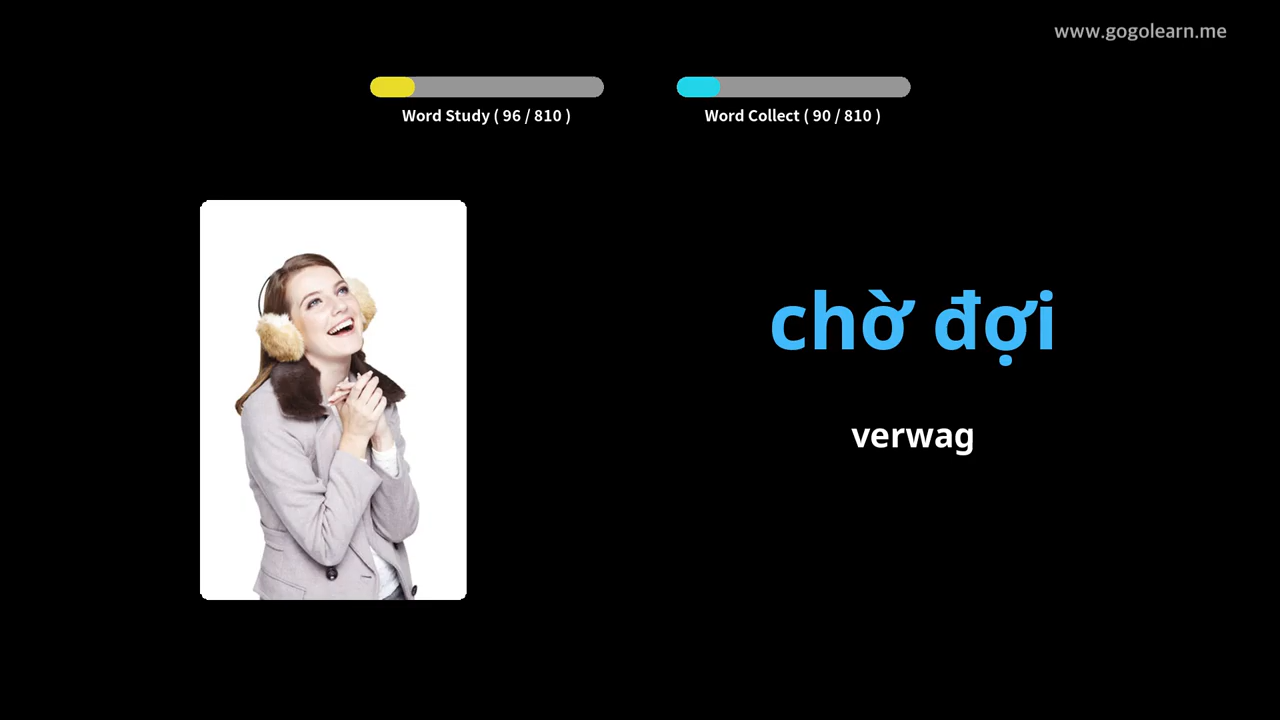 www.gogolearn.me
Word Study ( 96 / 810 )
Word Collect ( 90 / 810 )
chờ đợi
verwag